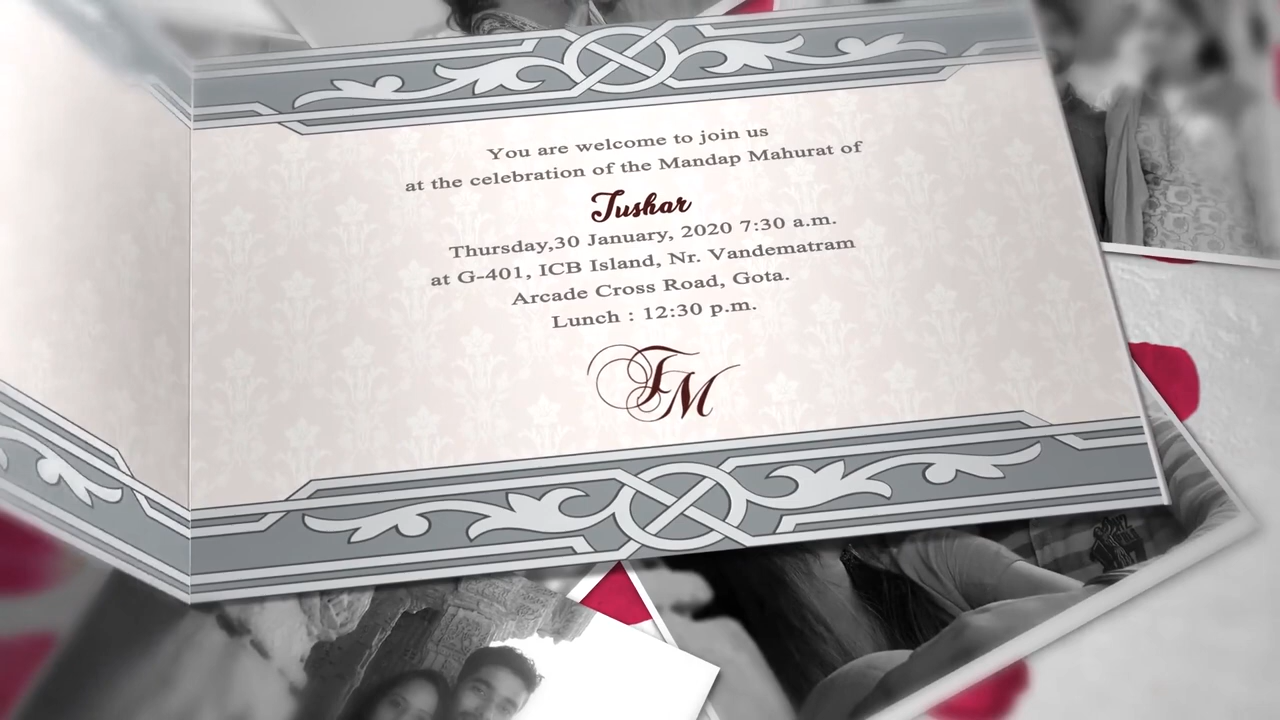 You are welcome to join us
at the celebration of the Mandap Mahurat of
Tushar
Thursday,30 January, 2020 7:30 a.m.
at G-401, ICB Island, Nr. Vandematram
Arcade Cross Road, Gota.
Lunch : 12:30 p.m.
TM